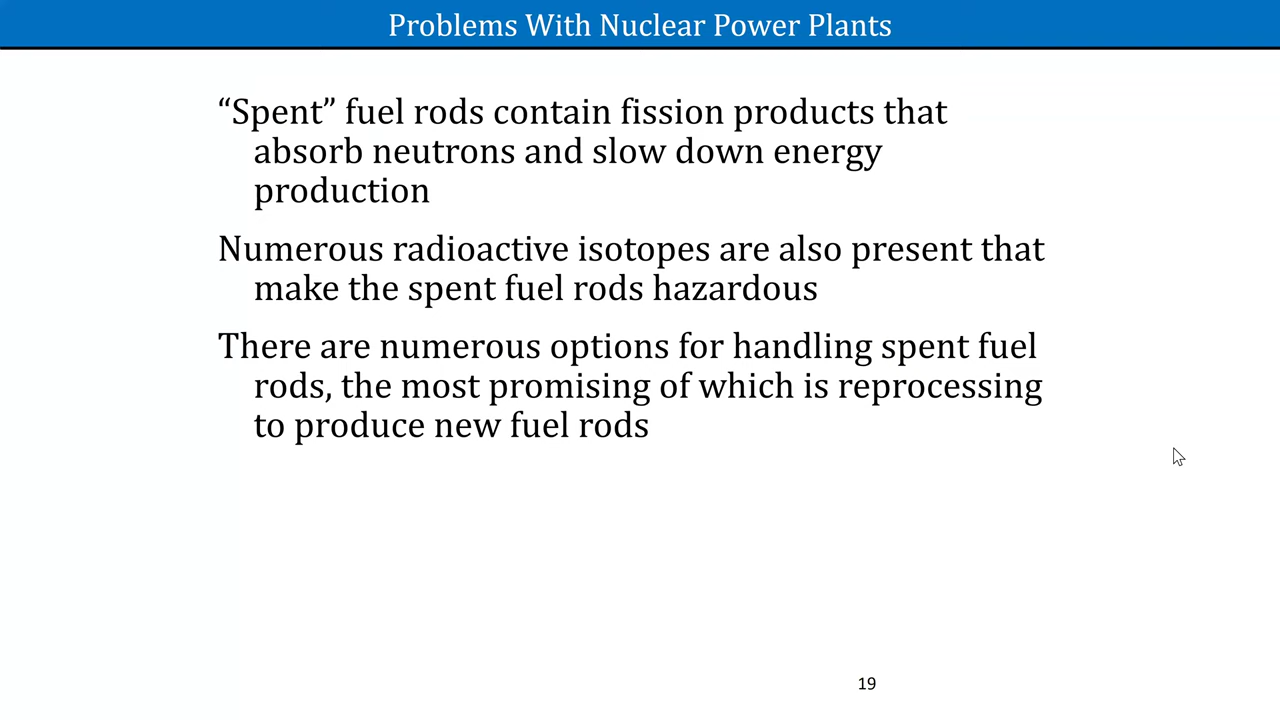 Problems With Nuclear Power Plants
“Spent” fuel rods contain fission products that
absorb neutrons and slow down energy
production
Numerous radioactive isotopes are also present that
make the spent fuel rods hazardous
There are numerous options for handling spent fuel
rods, the most promising of which is reprocessing
to produce new fuel rods
19